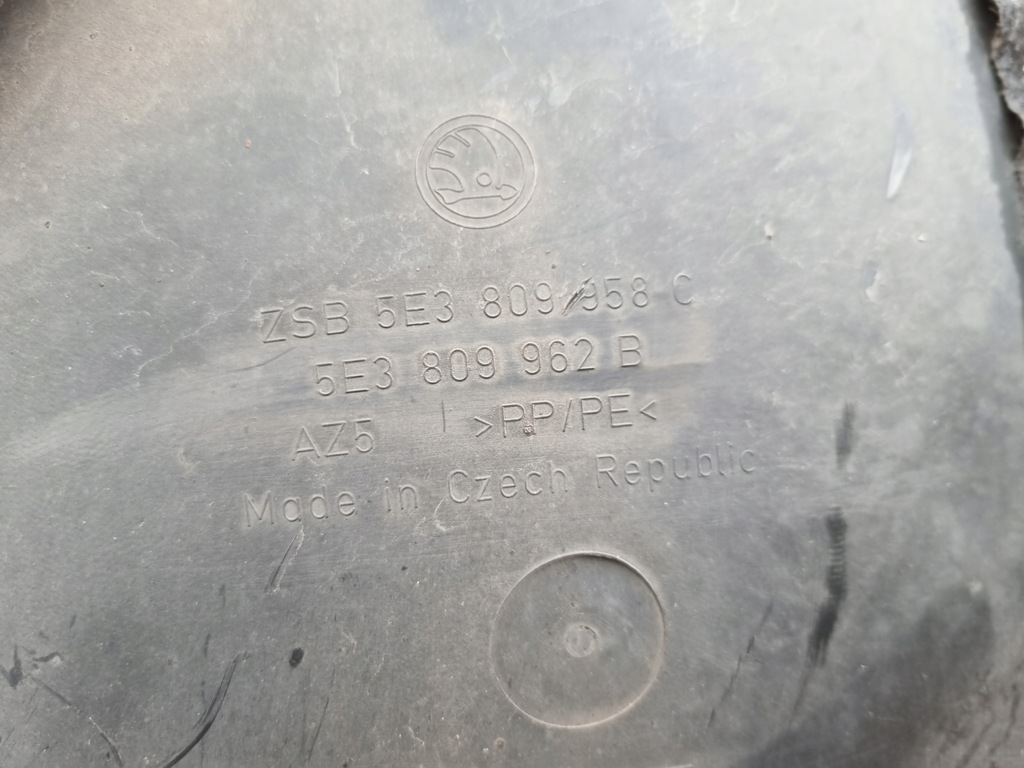 ZSB 5E3 809 958 C
5E3 809 962 B
AZ5 >PP/PE<
Made in Czech Republic